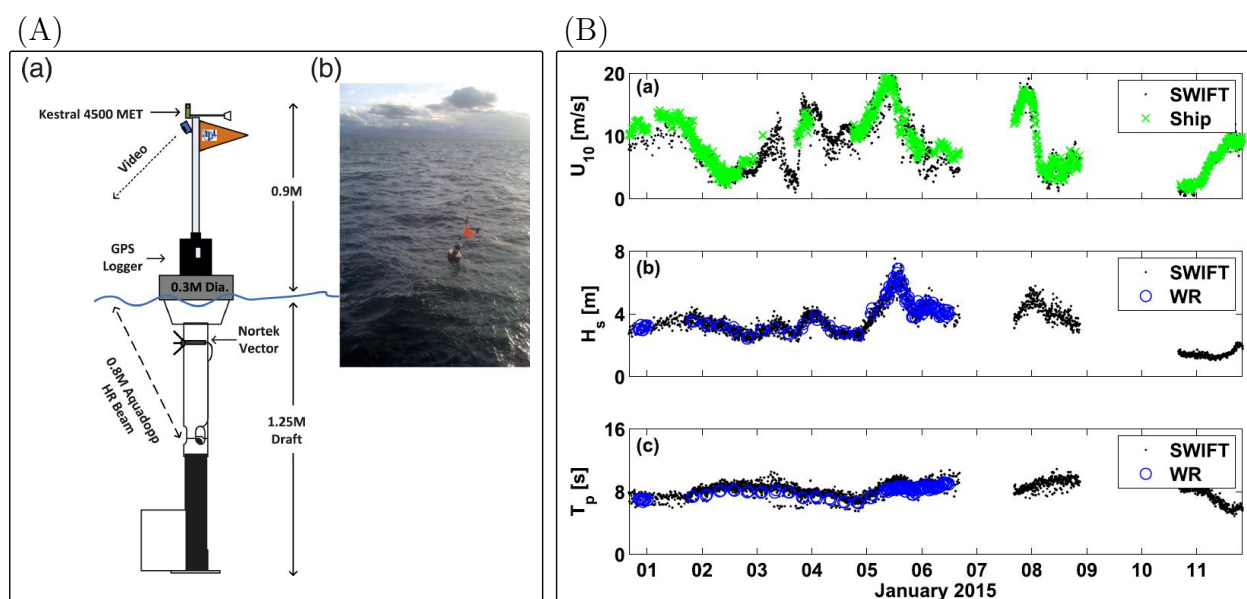 (A)
(a)
(b)
Kestral 4500 MET
Video
0.9M
GPS
Logger
0.3M Dia.
Nortek
Vector
0.8M Aquadopp
HR Beam
1.25M
Draft
(B)
20
(a)
SWIFT
Ship
U10 [m/s]
10
0
8
(b)
SWIFT
WR
Hs [m]
4
0
16
(c)
SWIFT
WR
Tp [s]
8
0
01 02 03 04 05 06 07 08 09 10 11
January 2015